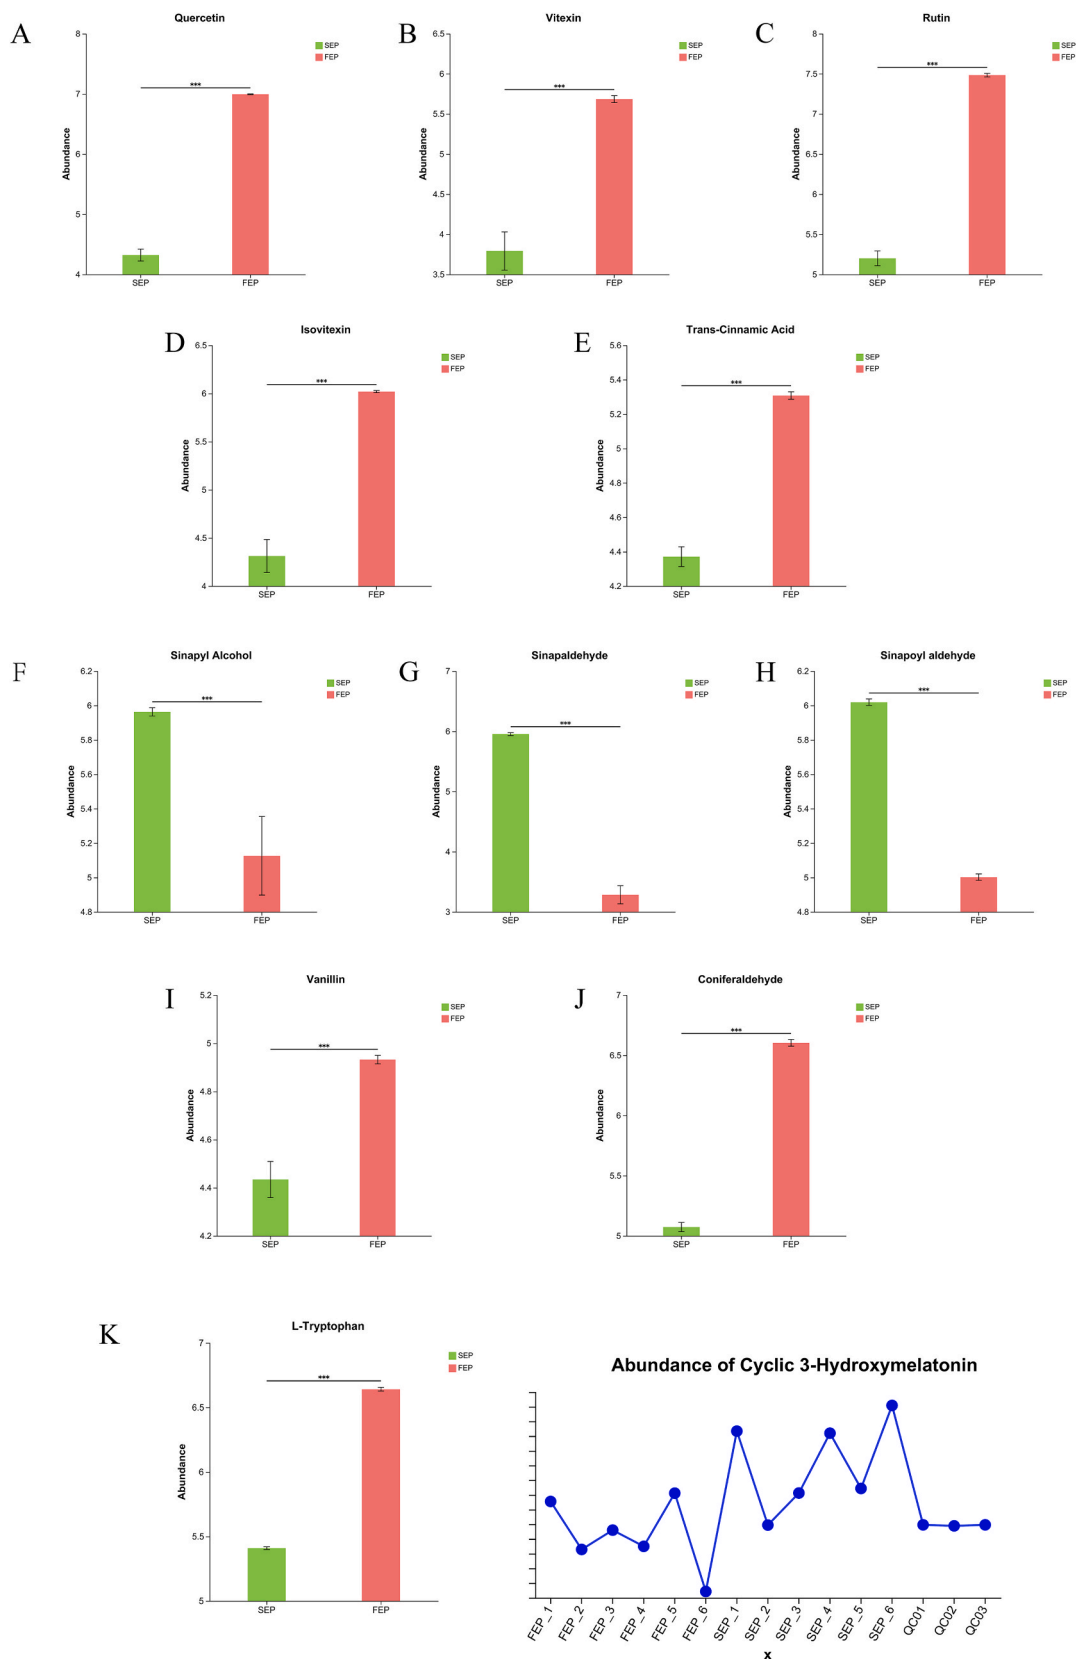 A
Quercetin
Abundance
8
7
6
5
4
***
SEP
FEP
SEP
FEP
B
Vitexin
Abundance
6.5
6
5.5
5
4.5
4
3.5
***
SEP
FEP
SEP
FEP
C
Rutin
Abundance
8
7.5
7
6.5
6
5.5
5
***
SEP
FEP
SEP
FEP
D
Isovitexin
Abundance
6.5
6
5.5
5
4.5
4
***
SEP
FEP
SEP
FEP
E
Trans-Cinnamic Acid
Abundance
5.6
5.4
5.2
5
4.8
4.6
4.4
4.2
***
SEP
FEP
SEP
FEP
F
Sinapyl Alcohol
Abundance
6.2
6
5.8
5.6
5.4
5.2
5
4.8
***
SEP
FEP
SEP
FEP
G
Sinapaldehyde
Abundance
7
6
5
4
3
***
SEP
FEP
SEP
FEP
H
Sinapoyl aldehyde
Abundance
6.2
6
5.8
5.6
5.4
5.2
5
4.8
***
SEP
FEP
SEP
FEP
I
Vanillin
Abundance
5.2
5
4.8
4.6
4.4
4.2
***
SEP
FEP
SEP
FEP
J
Coniferaldehyde
Abundance
7
6.5
6
5.5
5
***
SEP
FEP
SEP
FEP
K
L-Tryptophan
Abundance
7
6.5
6
5.5
5
***
SEP
FEP
SEP
FEP
Abundance of Cyclic 3-Hydroxymelatonin
FEP_1
FEP_2
FEP_3
FEP_4
FEP_5
FEP_6
SEP_1
SEP_2
SEP_3
SEP_4
SEP_5
SEP_6
QC01
QC02
QC03
x